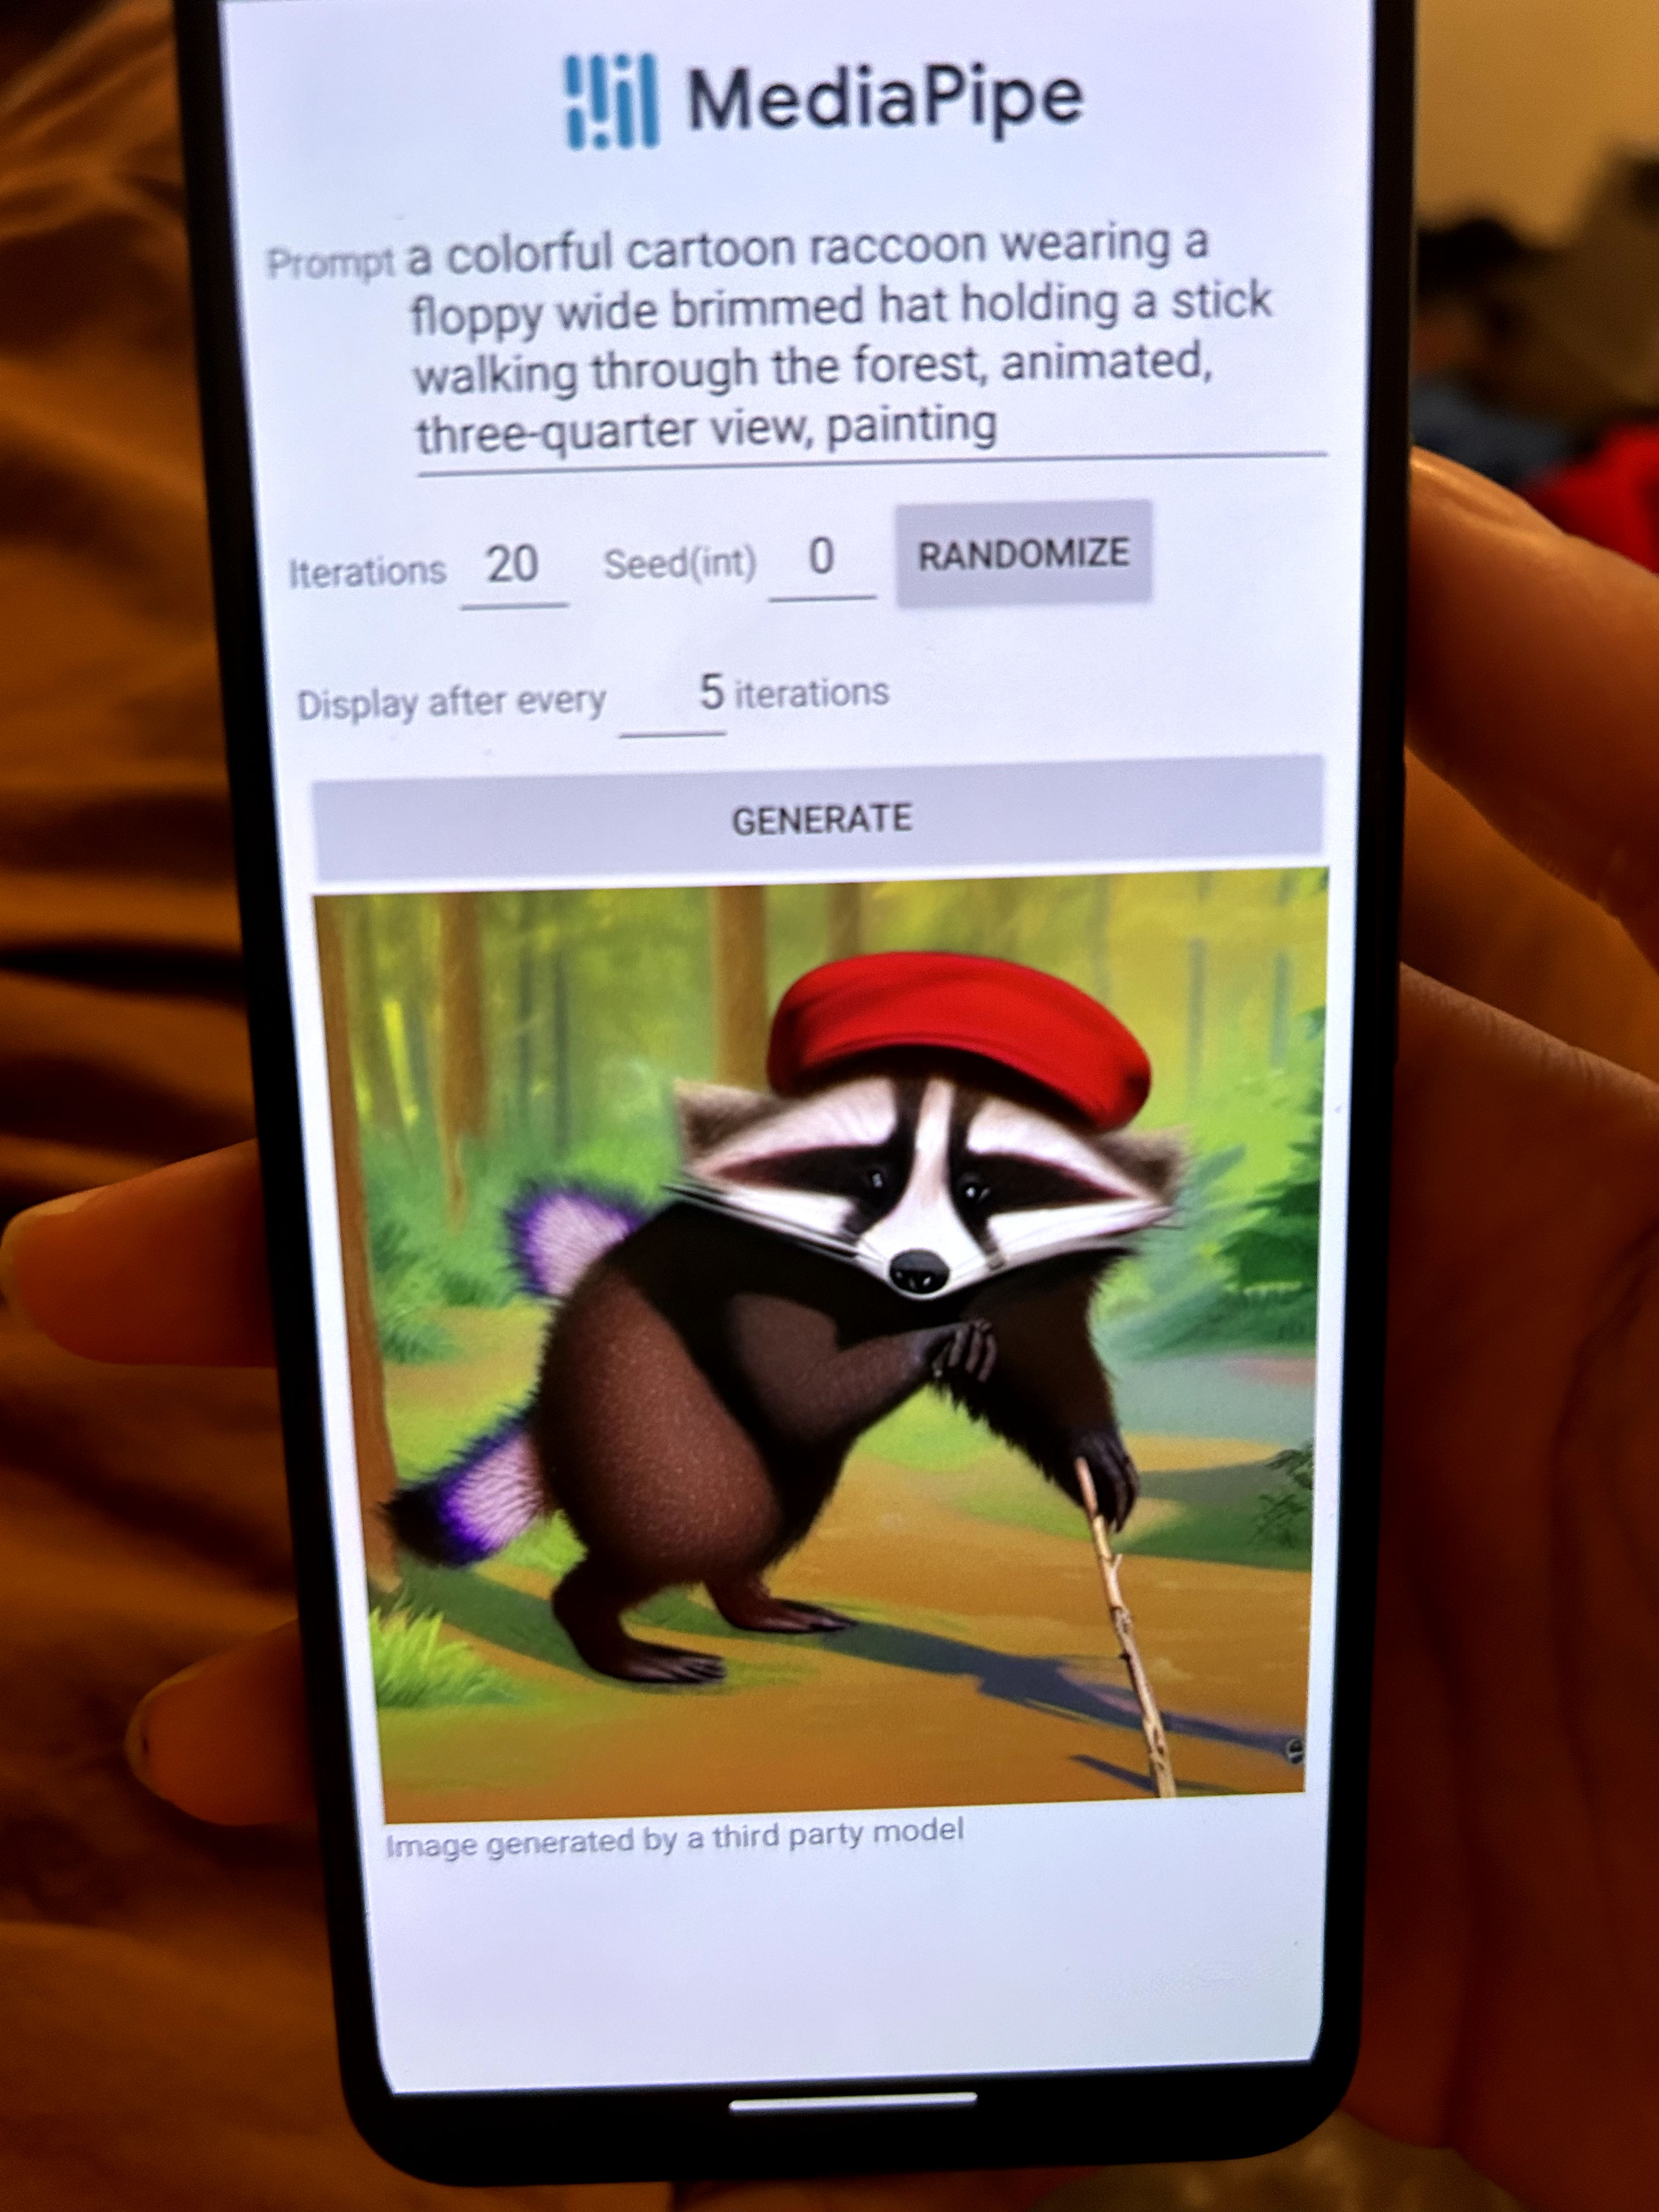 MediaPipe
Prompt a colorful cartoon raccoon wearing a
floppy wide brimmed hat holding a stick
walking through the forest, animated,
three-quarter view, painting
Iterations 20 Seed(int) 0 RANDOMIZE
Display after every 5 iterations
GENERATE
Image generated by a third party model